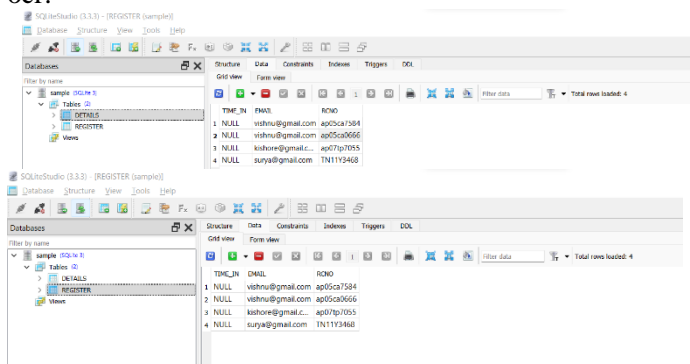 ber.
SQLiteStudio (3.3.3) - [REGISTER (sample)]
Database Structure View Tools Help
Databases
Structure Data Constraints Indexes Triggers DDL
Grid view Form view
Filter by name
sample (SQLite 3)
Tables (2)
DETAILS
REGISTER
Views
1 Filter data Total rows loaded: 4
TIME_IN EMAIL RCNO
1 NULL vishnu@gmail.com ap05ca7584
2 NULL vishnu@gmail.com ap05ca0666
3 NULL kishore@gmail.c... ap07tp7055
4 NULL surya@gmail.com TN11Y3468
SQLiteStudio (3.3.3) - [REGISTER (sample)]
Database Structure View Tools Help
Databases
Structure Data Constraints Indexes Triggers DDL
Grid view Form view
Filter by name
sample (SQLite 3)
Tables (2)
DETAILS
REGISTER
Views
1 Filter data Total rows loaded: 4
TIME_IN EMAIL RCNO
1 NULL vishnu@gmail.com ap05ca7584
2 NULL vishnu@gmail.com ap05ca0666
3 NULL kishore@gmail.c... ap07tp7055
4 NULL surya@gmail.com TN11Y3468